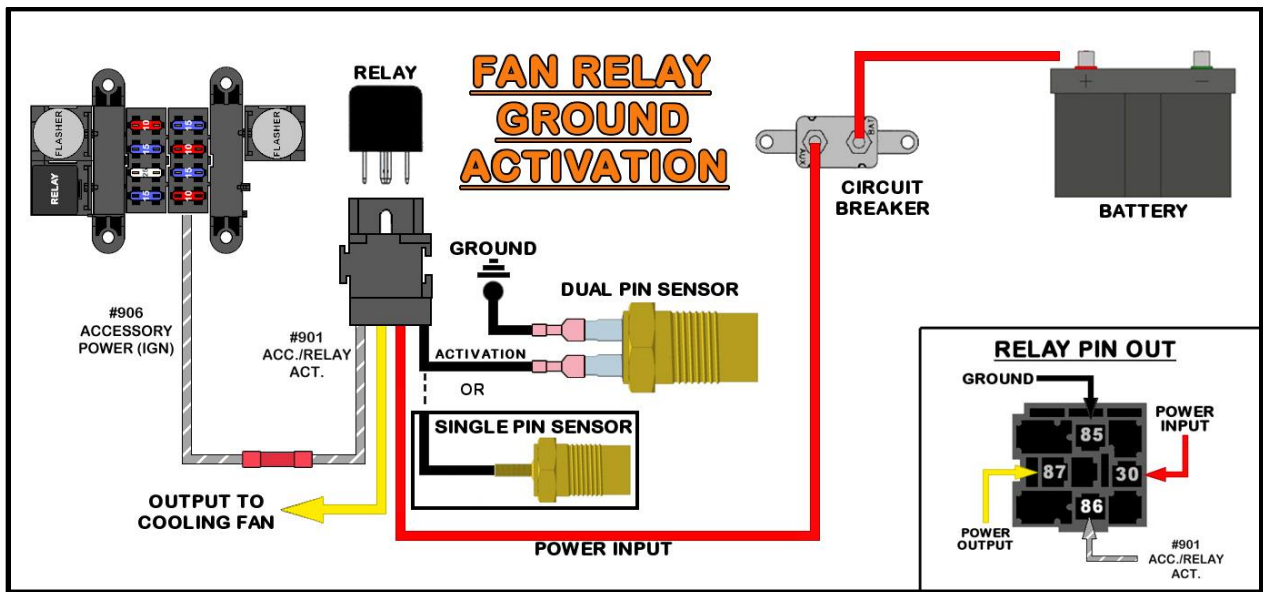 FAN RELAY
GROUND
ACTIVATION
RELAY
FLASHER
FLASHER
RELAY
10
15
15
10
15
15
10
#906
ACCESSORY
POWER (IGN)
#901
ACC./RELAY
ACT.
GROUND
DUAL PIN SENSOR
ACTIVATION
OR
SINGLE PIN SENSOR
OUTPUT TO
COOLING FAN
POWER INPUT
AUX
BAT
CIRCUIT
BREAKER
+
-
BATTERY
RELAY PIN OUT
GROUND
POWER
INPUT
85
87
30
86
POWER
OUTPUT
#901
ACC./RELAY
ACT.